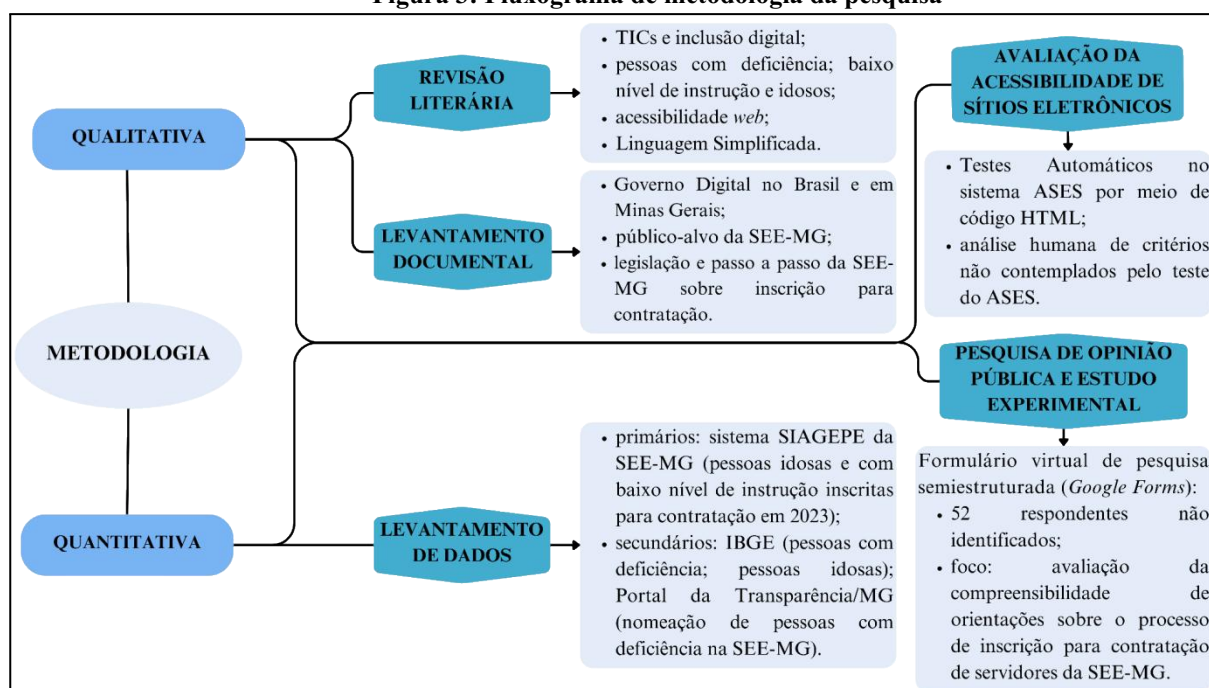 Figura 3: Fluxograma de metodologia da pesquisa
QUALITATIVA
METODOLOGIA
QUANTITATIVA
REVISÃO
LITERÁRIA
• TICs e inclusão digital;
• pessoas com deficiência; baixo
nível de instrução e idosos;
• acessibilidade web;
• Linguagem Simplificada.
LEVANTAMENTO
DOCUMENTAL
• Governo Digital no Brasil e em
Minas Gerais;
• público-alvo da SEE-MG;
• legislação e passo a passo da SEE-
MG sobre inscrição para
contratação.
LEVANTAMENTO
DE DADOS
• primários: sistema SIAGEPE da
SEE-MG (pessoas idosas e com
baixo nível de instrução inscritas
para contratação em 2023);
• secundários: IBGE (pessoas com
deficiência; pessoas idosas);
Portal da Transparência/MG
(nomeação de pessoas com
deficiência na SEE-MG).
AVALIAÇÃO DA
ACESSIBILIDADE DE
SÍTIOS ELETRÔNICOS
• Testes Automáticos no
sistema ASES por meio de
código HTML;
• análise humana de critérios
não contemplados pelo teste
do ASES.
PESQUISA DE OPINIÃO
PÚBLICA E ESTUDO
EXPERIMENTAL
Formulário virtual de pesquisa
semiestruturada (Google Forms):
• 52 respondentes não
identificados;
• foco: avaliação da
compreensibilidade de
orientações sobre o processo
de inscrição para contratação
de servidores da SEE-MG.